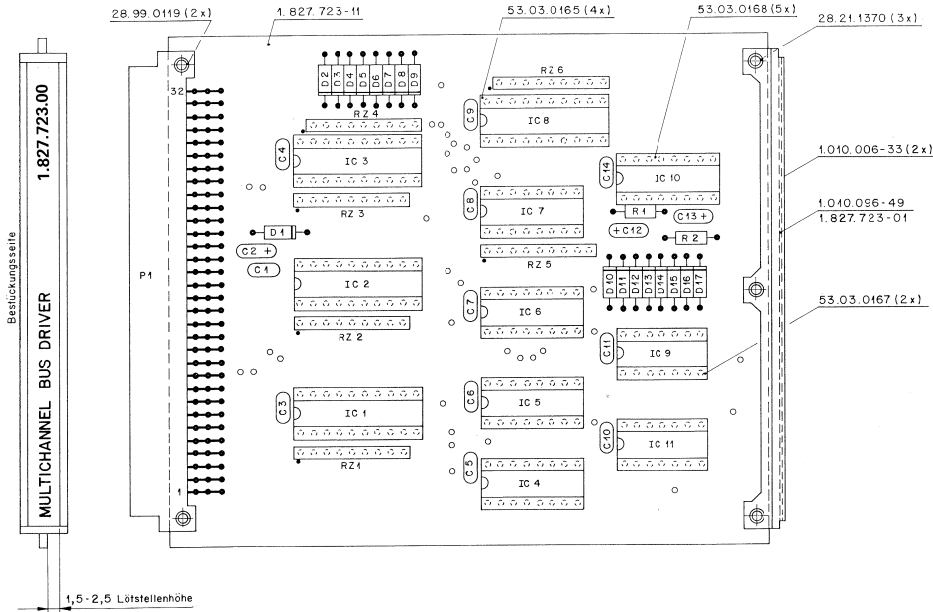 28.99.0119 (2x)
1.827.723-11
53.03.0165 (4x)
53.03.0168 (5x)
28.21.1370 (3x)
Bestückungsseite
MULTICHANNEL BUS DRIVER 1.827.723.00
P1
32
1
D2
D3
D4
D5
D6
D7
D8
D9
RZ 4
C4
IC 3
RZ 3
D1
C2 +
C1
IC 2
RZ 2
C3
IC 1
RZ1
RZ 6
C9
IC 8
C8
IC 7
RZ 5
C7
IC 6
C6
IC 5
C5
IC 4
C14
IC 10
R1
C13 +
+ C12
R 2
D10
D11
D12
D13
D14
D15
D16
D17
C11
IC 9
C10
IC 11
1.010.006-33 (2x)
1.010.096-49
1.827.723-01
53.03.0167 (2x)
1,5-2,5 Lötstellenhöhe